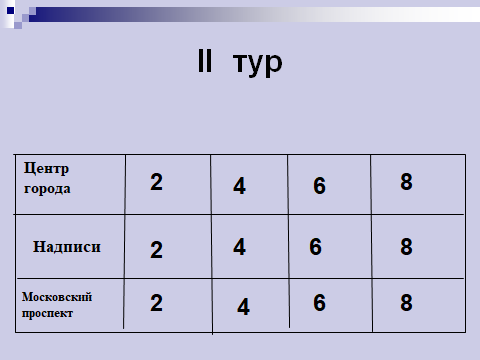 II тур
Центр
города
2 4 6 8
Надписи 2 4 6 8
Московский
проспект
2 4 6 8